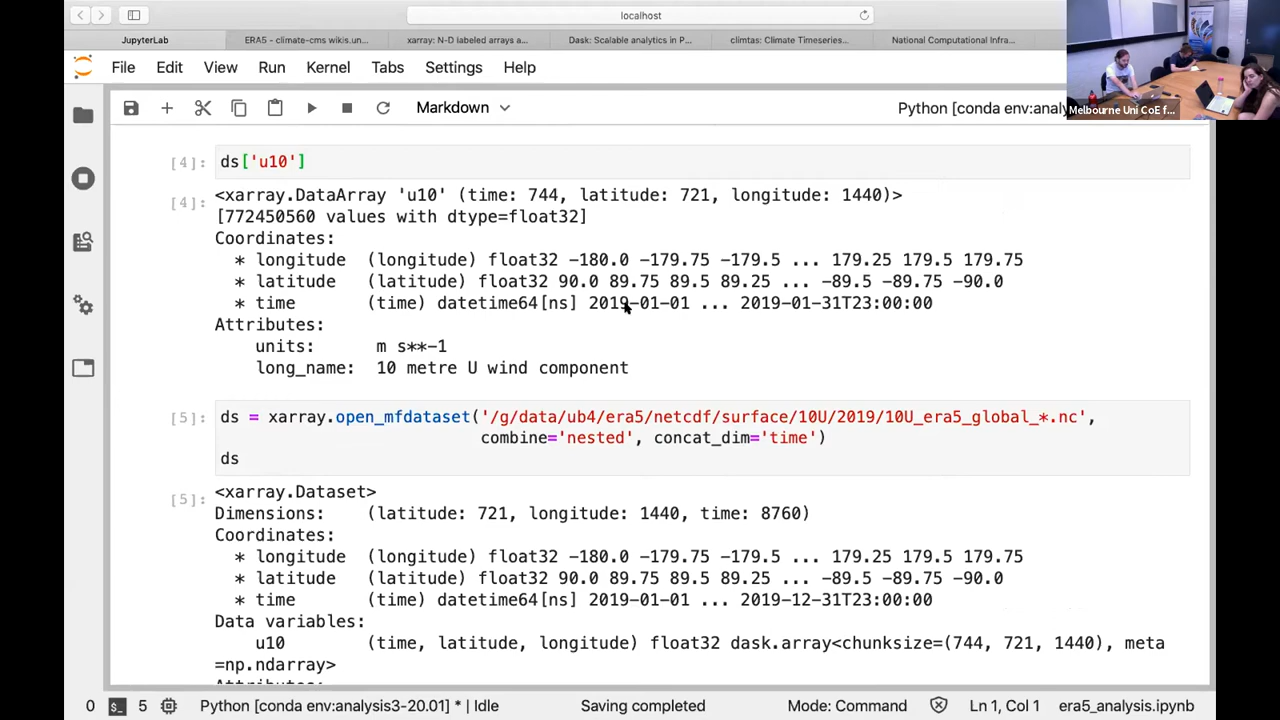 localhost
JupyterLab
ERA5 - climate-cms wikis.un...
xarray: N-D labeled arrays a...
Dask: Scalable analytics in P...
climtas: Climate Timeseries...
National Computational Infra...
File Edit View Run Kernel Tabs Settings Help
Markdown
Python [conda env:analy
Melbourne Uni CoE f...
[4]: ds['u10']
[4]: <xarray.DataArray 'u10' (time: 744, latitude: 721, longitude: 1440)>
[772450560 values with dtype=float32]
Coordinates:
* longitude (longitude) float32 -180.0 -179.75 -179.5 ... 179.25 179.5 179.75
* latitude (latitude) float32 90.0 89.75 89.5 89.25 ... -89.5 -89.75 -90.0
* time (time) datetime64[ns] 2019-01-01 ... 2019-01-31T23:00:00
Attributes:
units: m s**-1
long_name: 10 metre U wind component
[5]: ds = xarray.open_mfdataset('/g/data/ub4/era5/netcdf/surface/10U/2019/10U_era5_global_*.nc',
combine='nested', concat_dim='time')
ds
[5]: <xarray.Dataset>
Dimensions: (latitude: 721, longitude: 1440, time: 8760)
Coordinates:
* longitude (longitude) float32 -180.0 -179.75 -179.5 ... 179.25 179.5 179.75
* latitude (latitude) float32 90.0 89.75 89.5 89.25 ... -89.5 -89.75 -90.0
* time (time) datetime64[ns] 2019-01-01 ... 2019-12-31T23:00:00
Data variables:
u10 (time, latitude, longitude) float32 dask.array<chunksize=(744, 721, 1440), meta
=np.ndarray>
Attributes:
0 $_ 5 Python [conda env:analysis3-20.01] * | Idle Saving completed Mode: Command Ln 1, Col 1 era5_analysis.ipynb